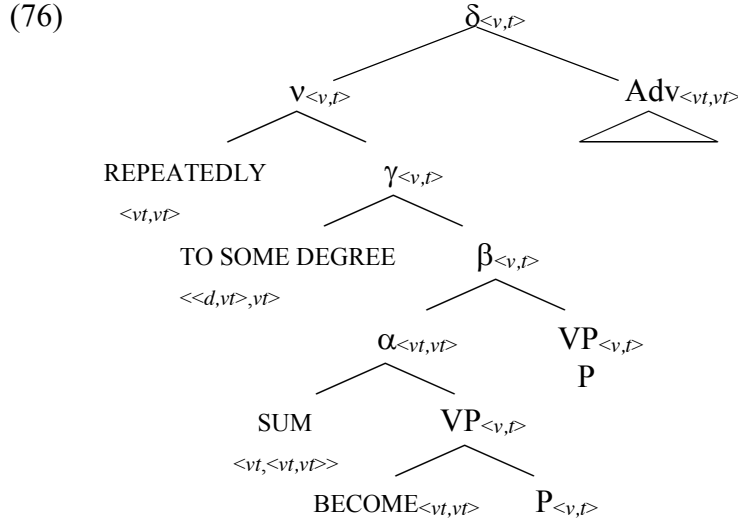 (76)
δ<v,t>
ν<v,t> Adv<vt,vt>
REPEATEDLY γ<v,t>
<vt,vt>
TO SOME DEGREE β<v,t>
<<d,vt>,vt>
α<vt,vt> VP<v,t>
P
SUM VP<v,t>
<vt,<vt,vt>>
BECOME<vt,vt> P<v,t>